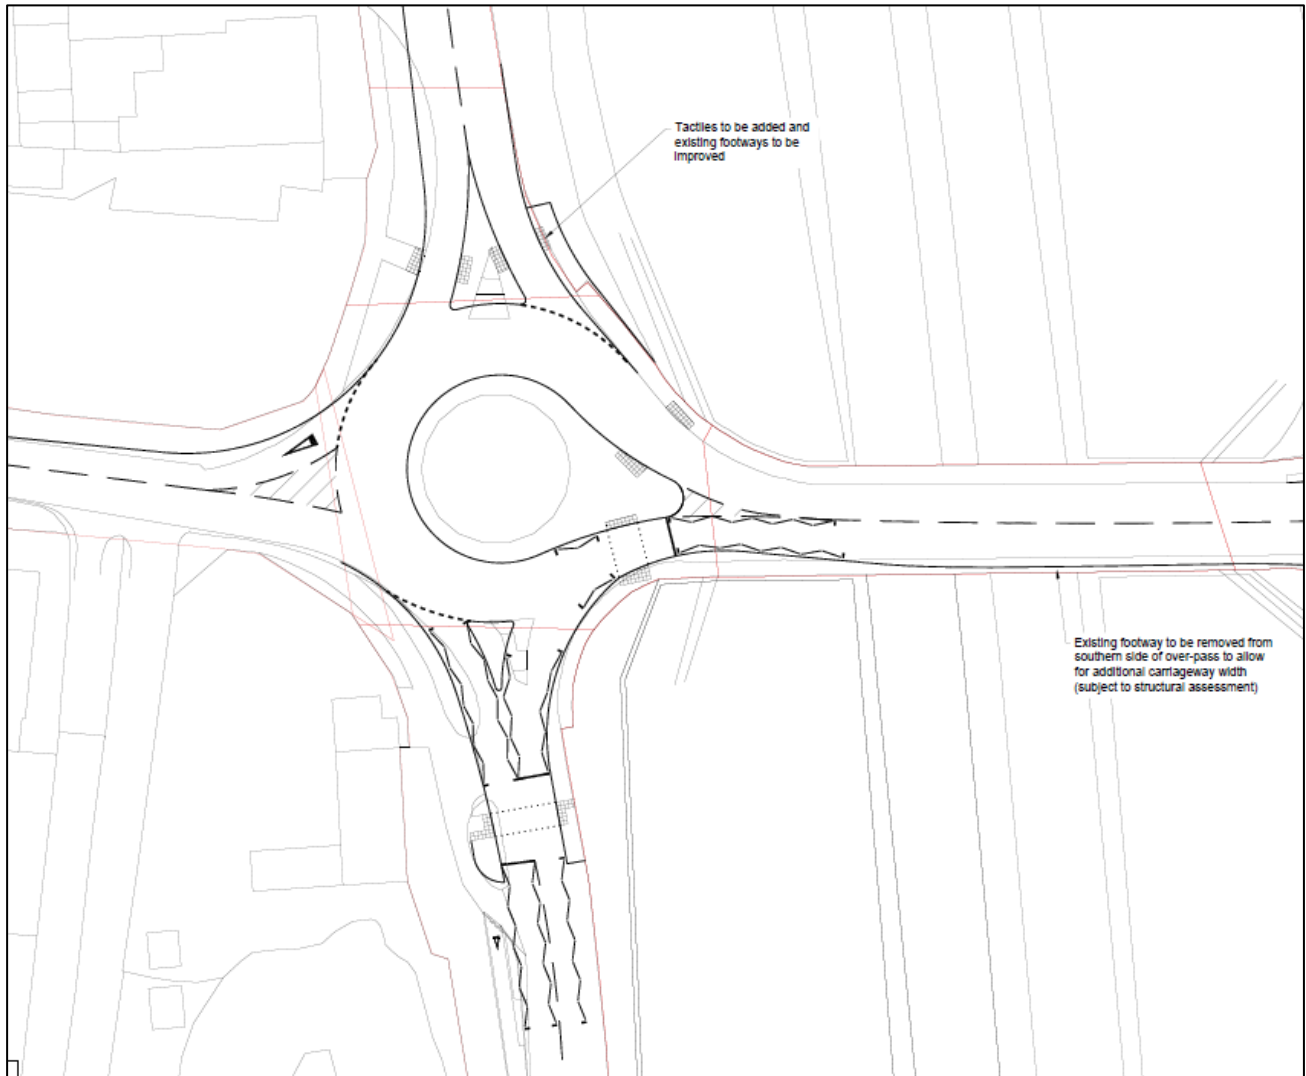 Tactiles to be added and
existing footways to be
improved
Existing footway to be removed from
southern side of over-pass to allow
for additional carriageway width
(subject to structural assessment)